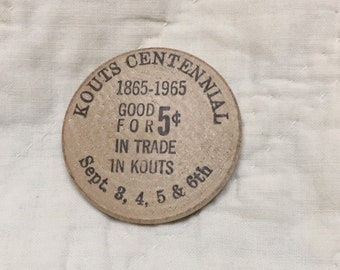 KOUTS CENTENNIAL
1865-1965
GOOD
FOR 5¢
IN TRADE
IN KOUTS
Sept. 3, 4, 5 & 6th